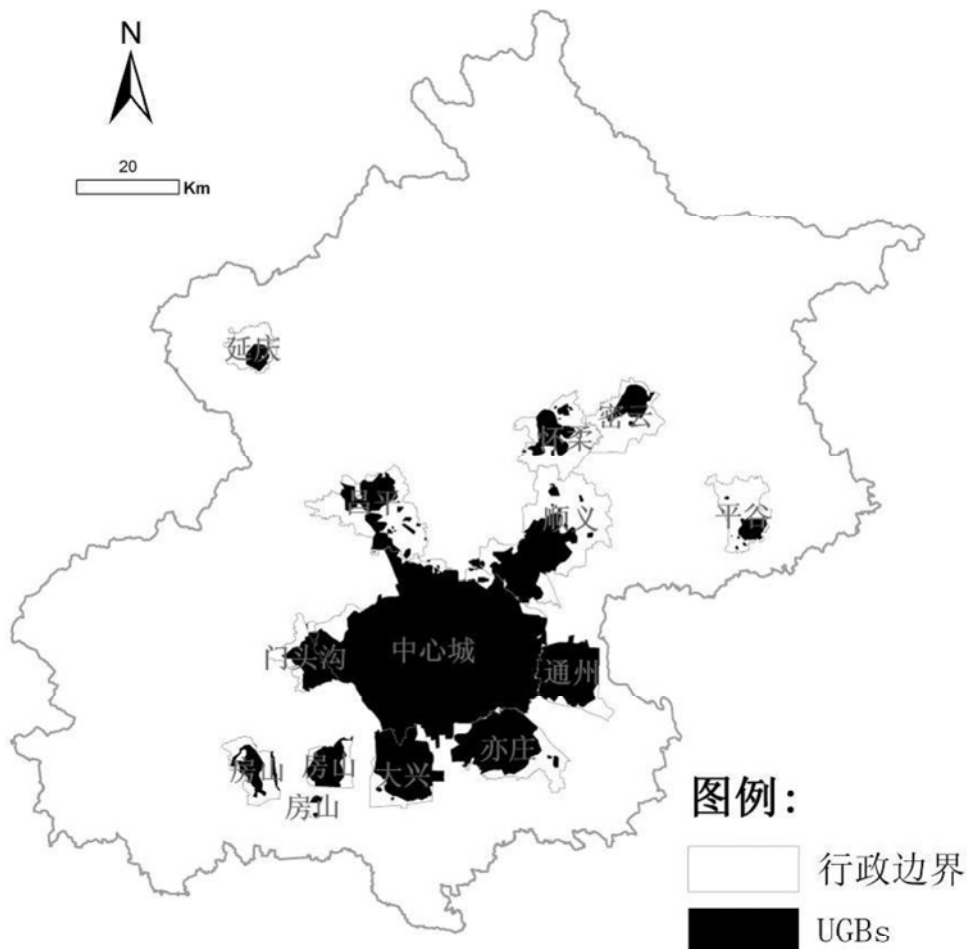 N
20
Km
延庆
密云
怀柔
昌平
顺义
平谷
门头沟
中心城
通州
亦庄
房山
房山
大兴
房山
图例:
行政边界
UGBs